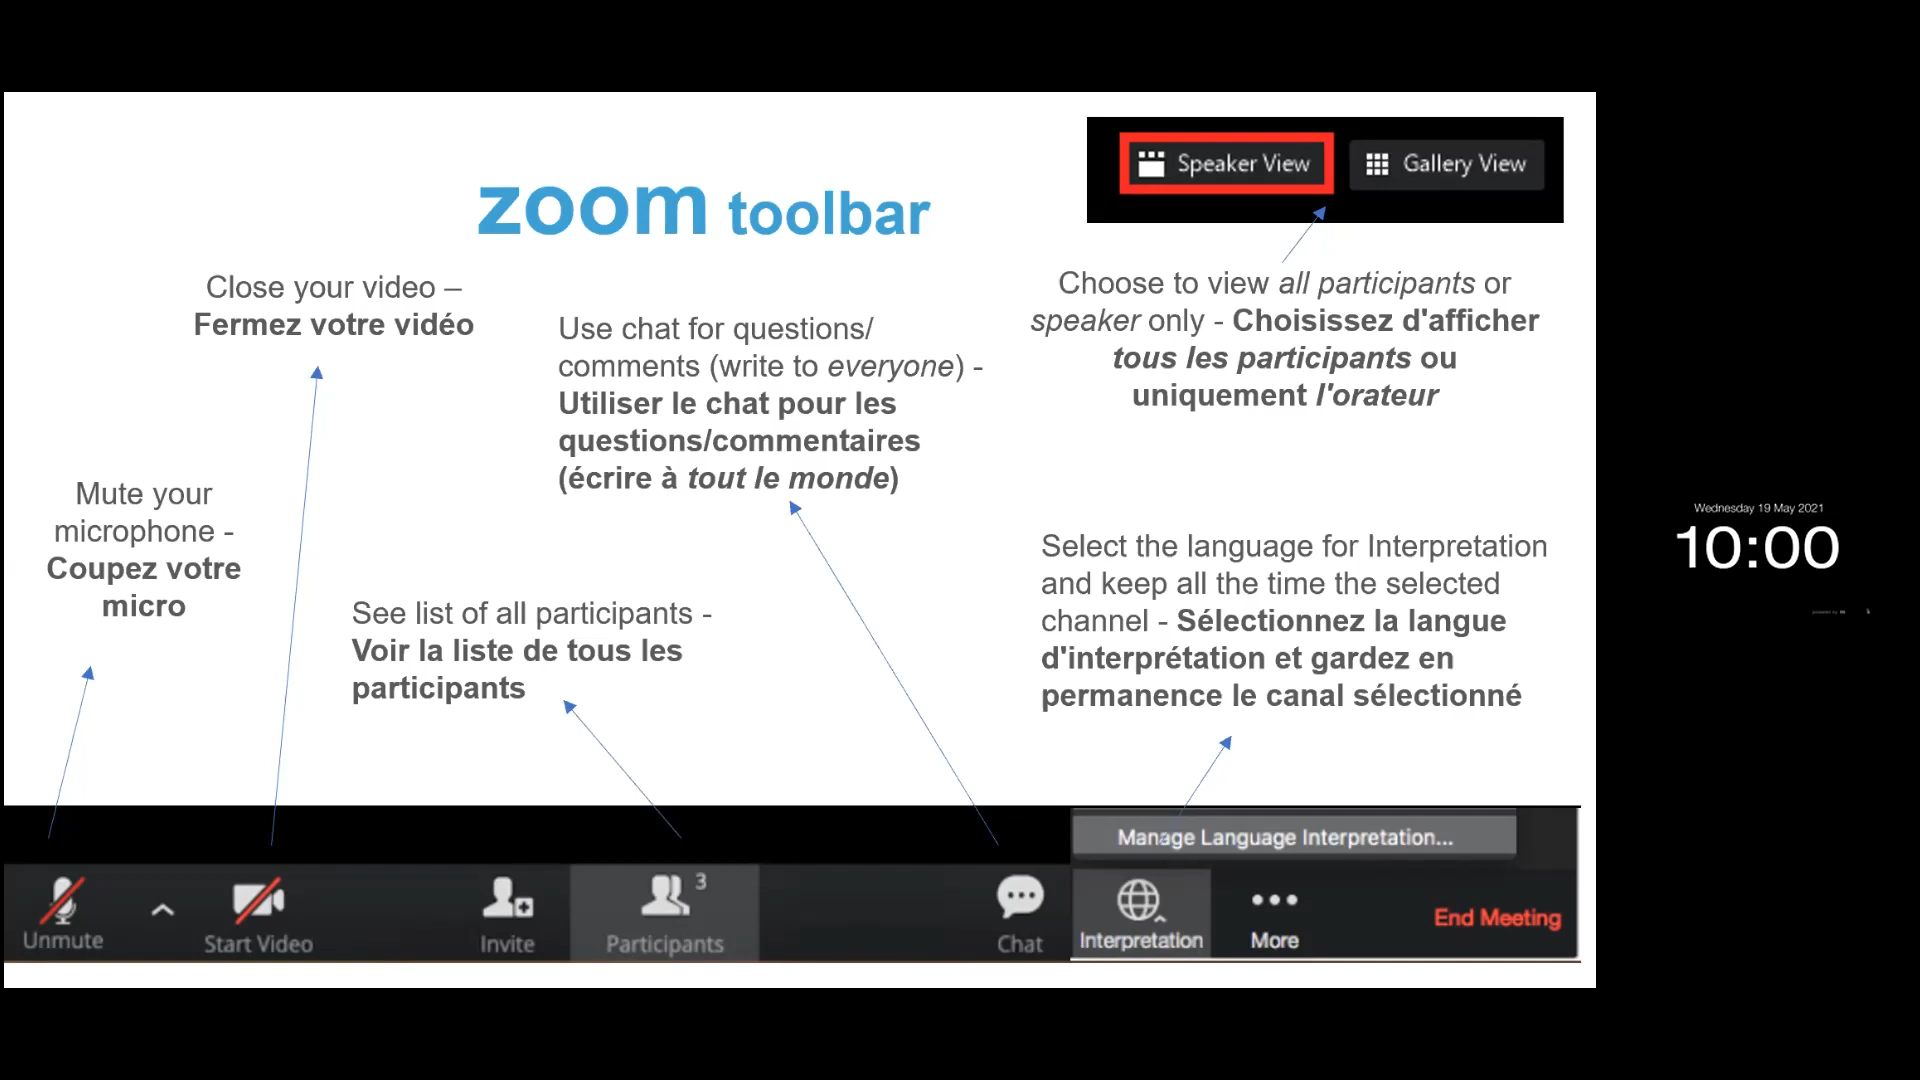 Speaker View
Gallery View
zoom toolbar
Close your video –
Fermez votre vidéo
Use chat for questions/
comments (write to everyone) -
Utiliser le chat pour les
questions/commentaires
(écrire à tout le monde)
Choose to view all participants or
speaker only - Choisissez d'afficher
tous les participants ou
uniquement l'orateur
Mute your
microphone -
Coupez votre
micro
See list of all participants -
Voir la liste de tous les
participants
Select the language for Interpretation
and keep all the time the selected
channel - Sélectionnez la langue
d'interprétation et gardez en
permanence le canal sélectionné
Wednesday 19 May 2021
10:00
Manage Language Interpretation...
Unmute
Start Video
Invite
3
Participants
Chat
Interpretation
More
End Meeting